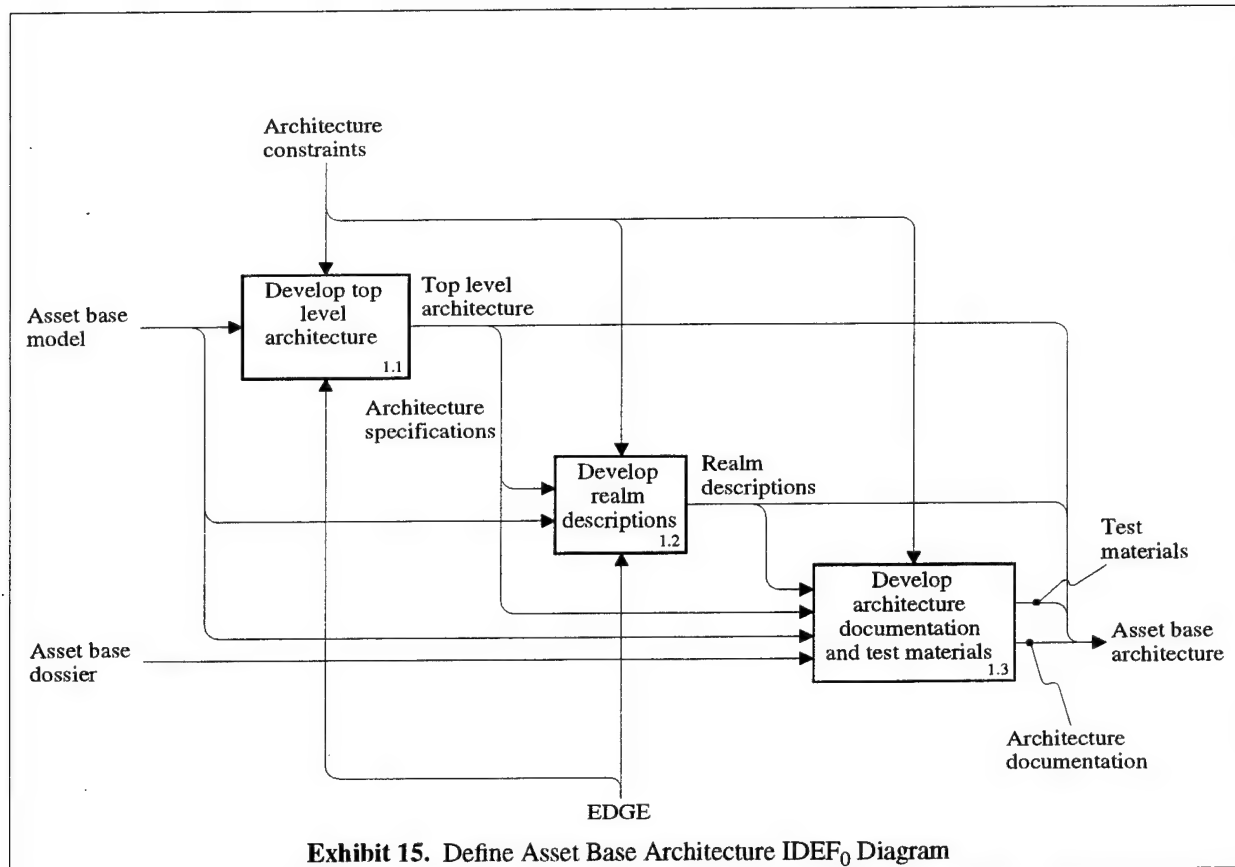 Architecture
constraints
Develop top
level
architecture
1.1
Top level
architecture
Asset base
model
Architecture
specifications
Develop
realm
descriptions
1.2
Realm
descriptions
Test
materials
Develop
architecture
documentation
and test materials
1.3
Asset base
dossier
Asset base
architecture
Architecture
documentation
EDGE
Exhibit 15. Define Asset Base Architecture IDEF₀ Diagram